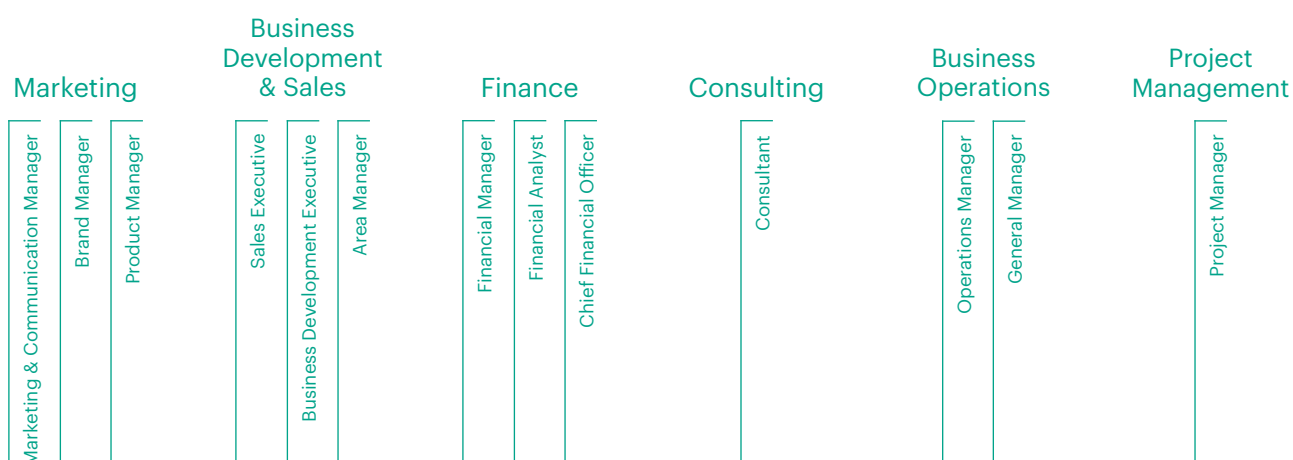 Marketing
Marketing & Communication Manager
Brand Manager
Product Manager
Business
Development
& Sales
Sales Executive
Business Development Executive
Area Manager
Finance
Financial Manager
Financial Analyst
Chief Financial Officer
Consulting
Consultant
Business
Operations
Operations Manager
General Manager
Project
Management
Project Manager